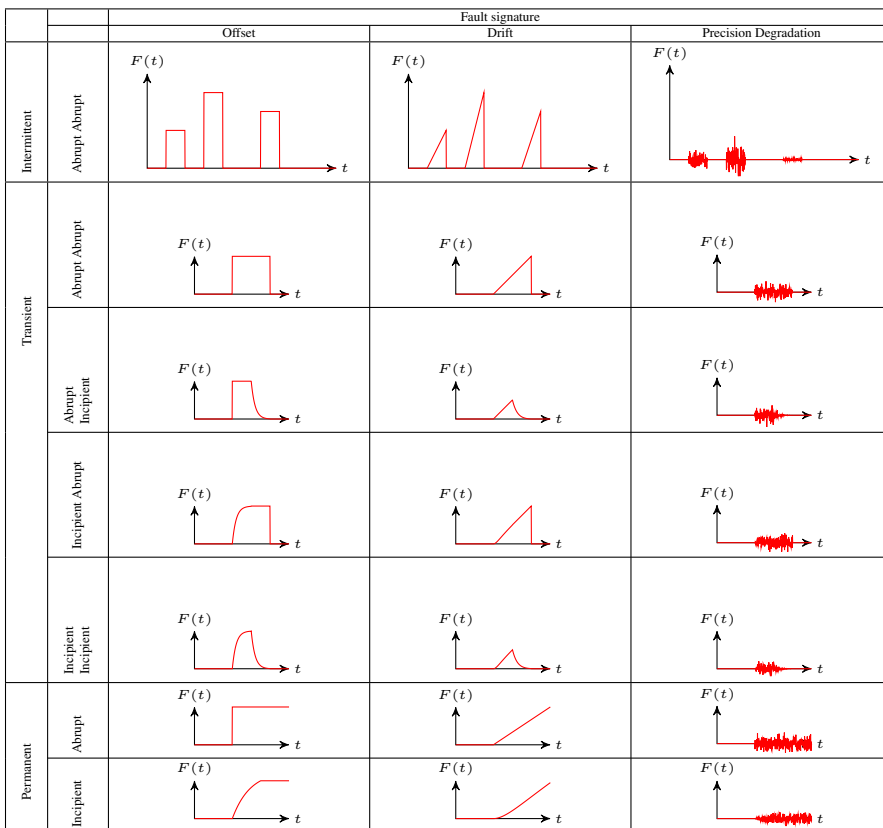 Fault signature
Offset Drift Precision Degradation
Intermittent
Abrupt Abrupt
F(t) t
F(t) t
F(t) t
Transient
Abrupt Abrupt
F(t) t
F(t) t
F(t) t
Abrupt
Incipient
F(t) t
F(t) t
F(t) t
Incipient Abrupt
F(t) t
F(t) t
F(t) t
Incipient
Incipient
F(t) t
F(t) t
F(t) t
Permanent
Abrupt
F(t) t
F(t) t
F(t) t
Incipient
F(t) t
F(t) t
F(t) t